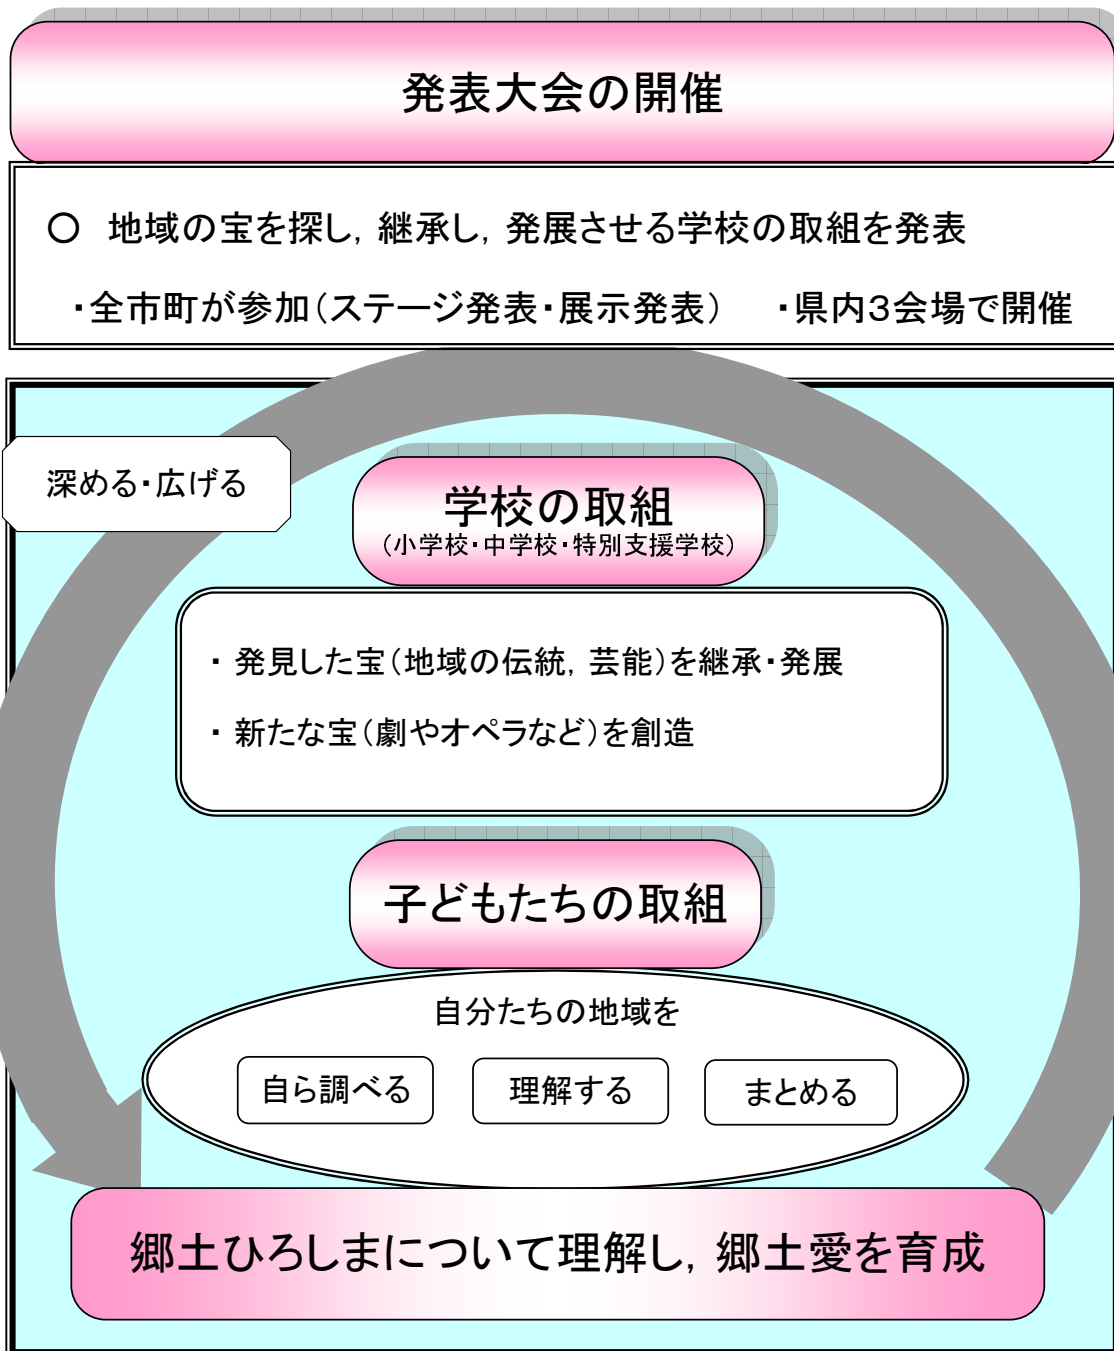 発表大会の開催
○ 地域の宝を探し，継承し，発展させる学校の取組を発表
・全市町が参加（ステージ発表・展示発表） ・県内３会場で開催
深める・広げる
学校の取組
（小学校・中学校・特別支援学校）
・ 発見した宝（地域の伝統，芸能）を継承・発展
・ 新たな宝（劇やオペラなど）を創造
子どもたちの取組
自分たちの地域を
自ら調べる 理解する まとめる
郷土ひろしまについて理解し，郷土愛を育成